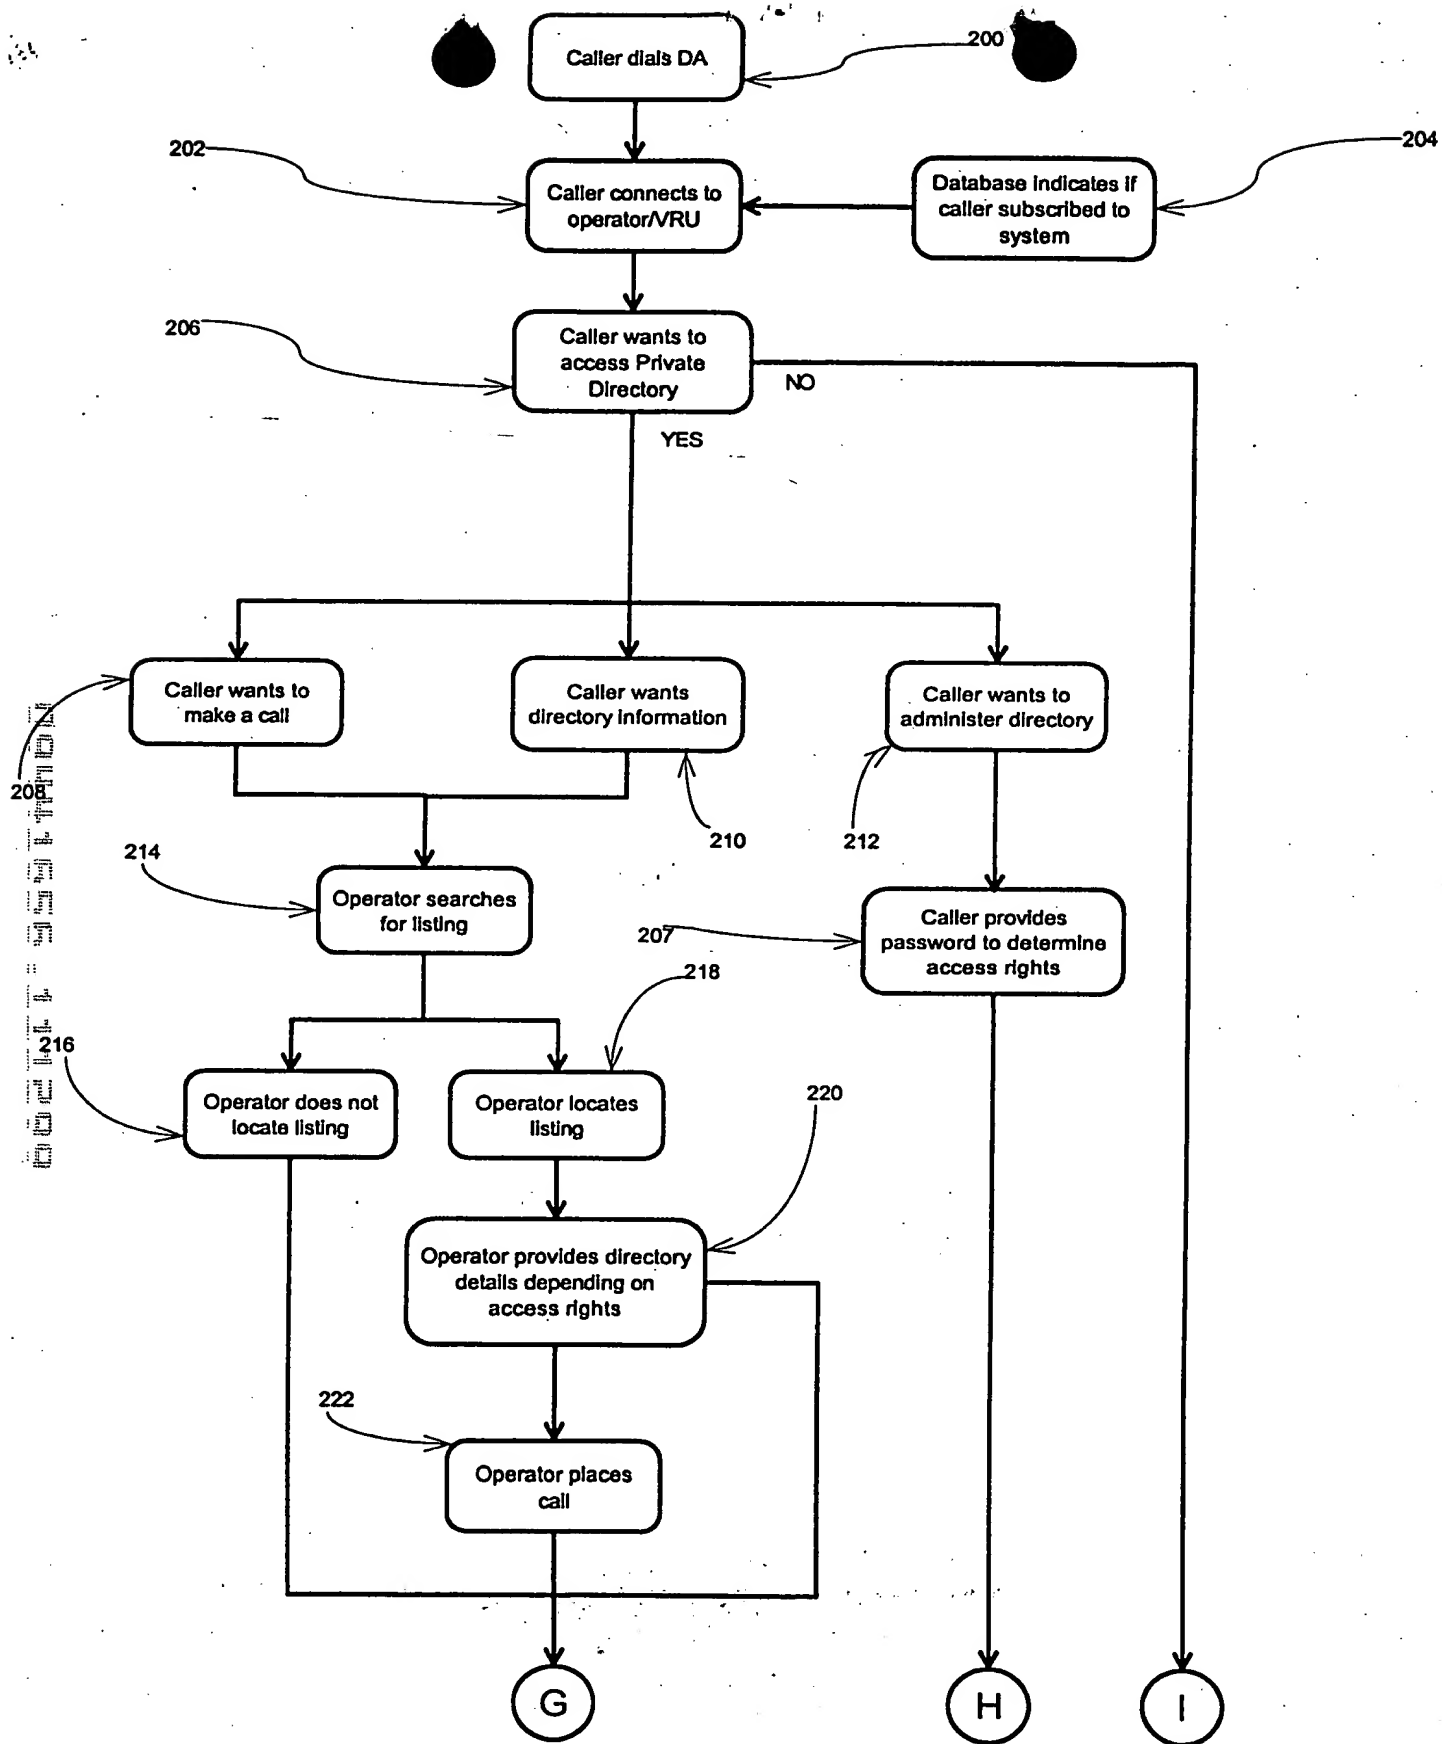 Caller dials DA
200
202
Caller connects to
operator/VRU
Database indicates if
caller subscribed to
system
204
206
Caller wants to
access Private
Directory
NO
YES
Caller wants to
make a call
Caller wants
directory information
Caller wants to
administer directory
208
210
212
214
Operator searches
for listing
207
Caller provides
password to determine
access rights
218
216
Operator does not
locate listing
Operator locates
listing
220
Operator provides directory
details depending on
access rights
222
Operator places
call
G
H
I